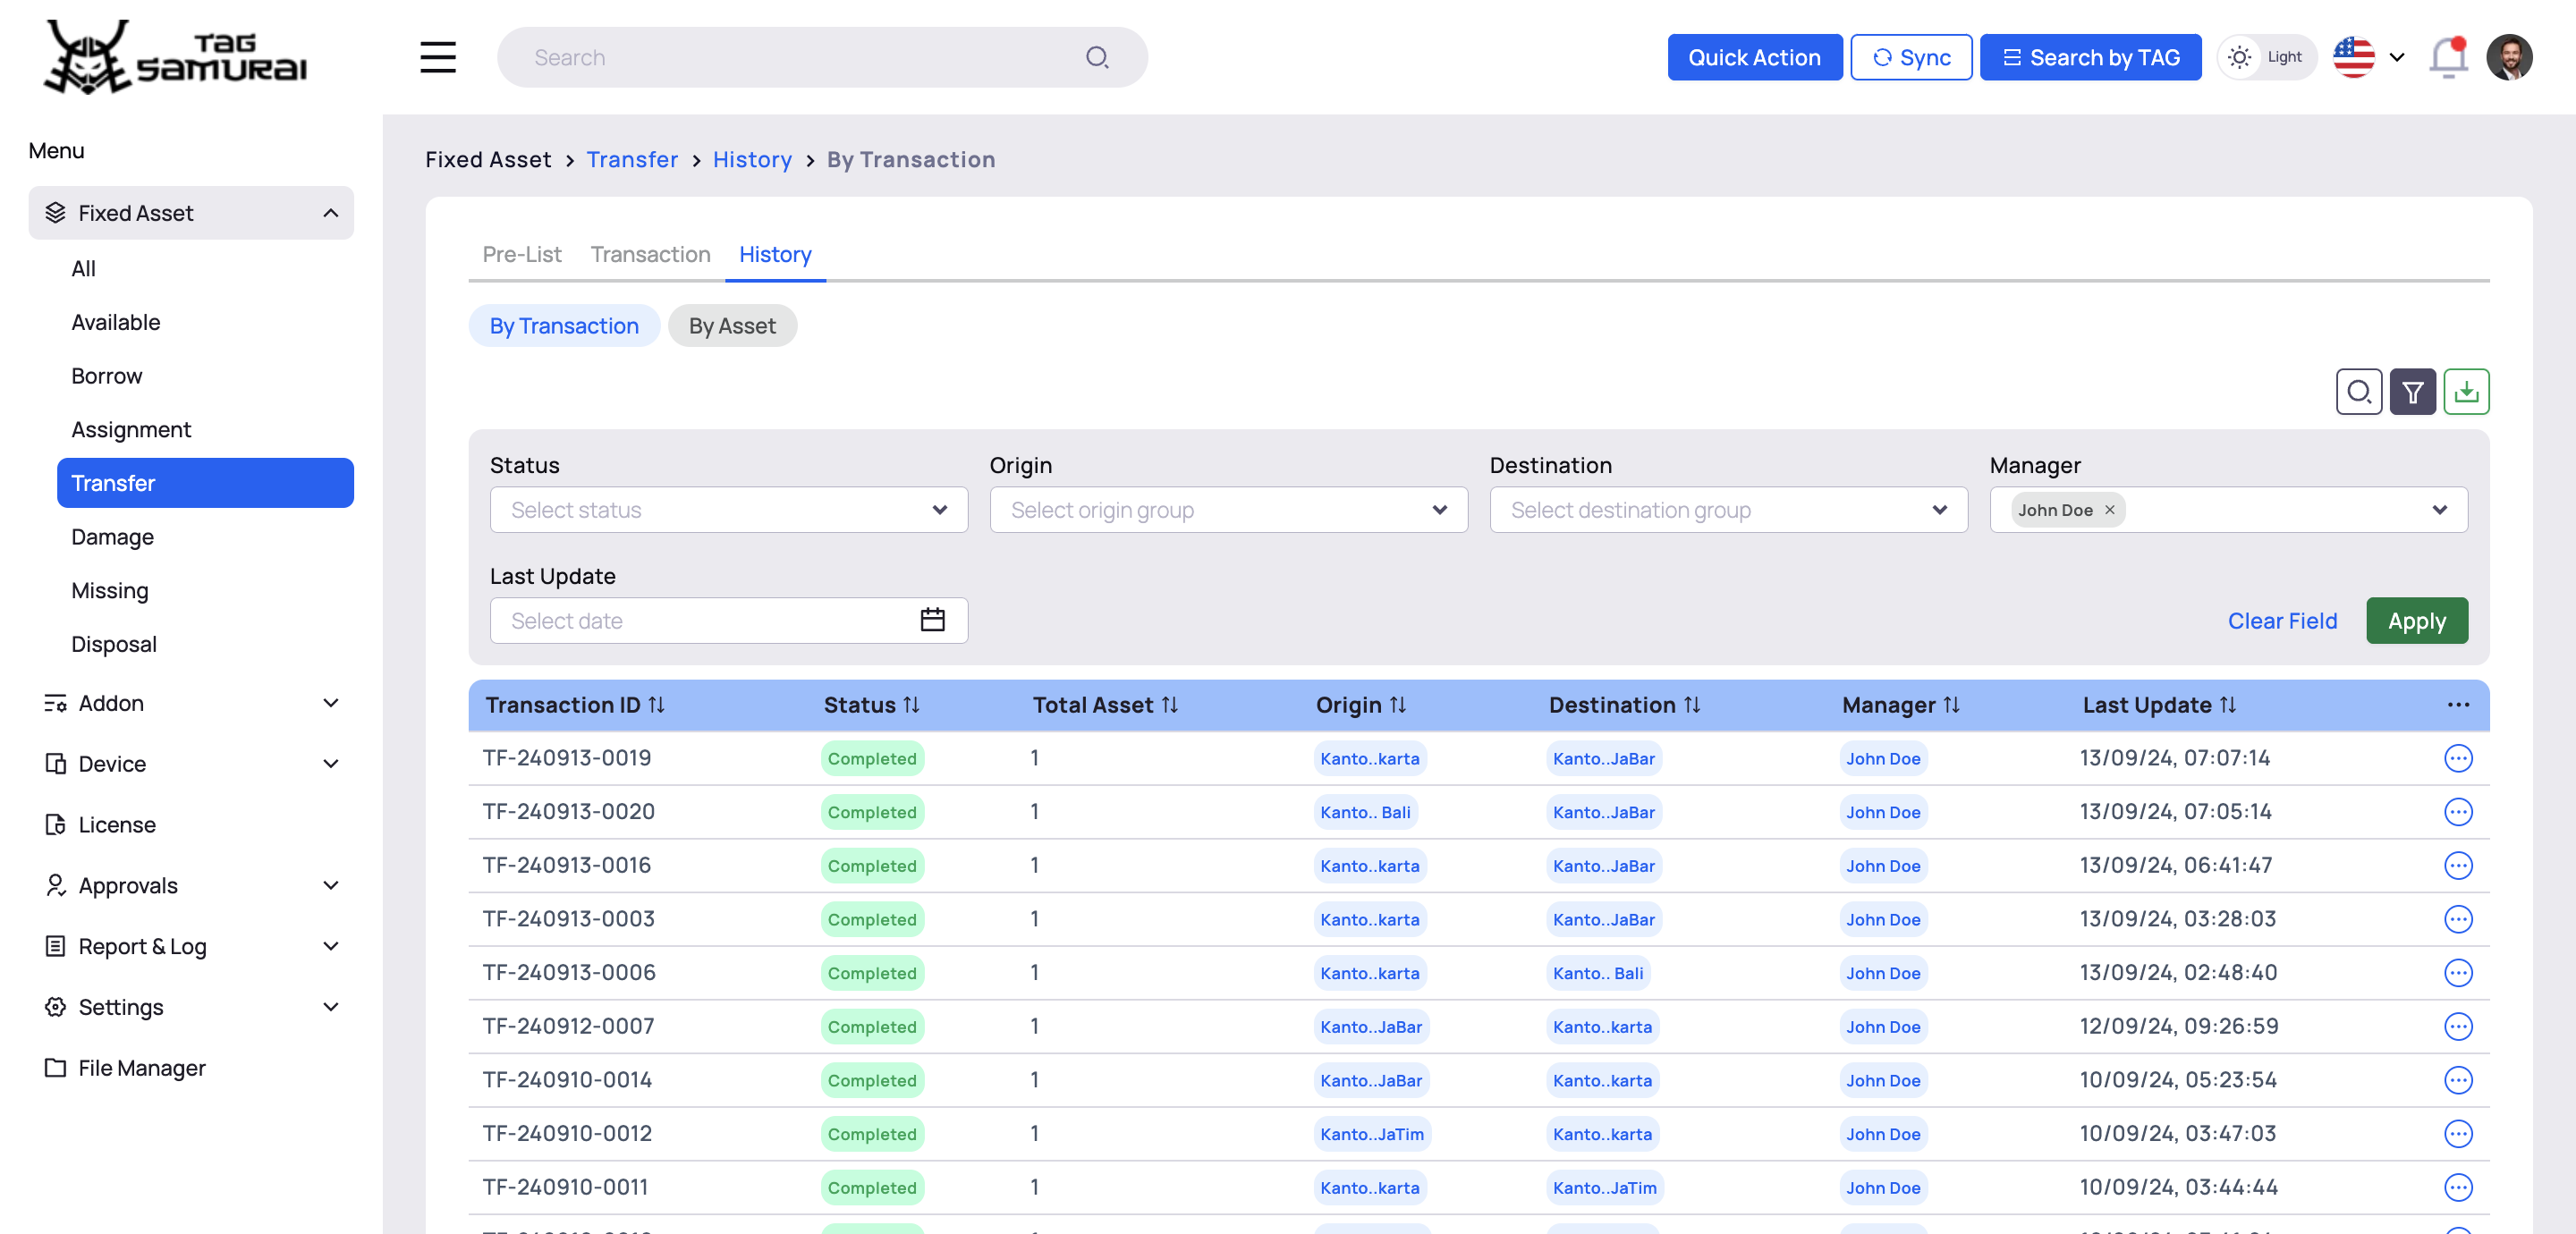 TAG SAMURAI
Search
Quick Action
Sync
Search by TAG
Light
Menu
Fixed Asset
All
Available
Borrow
Assignment
Transfer
Damage
Missing
Disposal
Addon
Device
License
Approvals
Report & Log
Settings
File Manager
Fixed Asset > Transfer > History > By Transaction
Pre-List Transaction History
By Transaction By Asset
Status Origin Destination Manager
Select status Select origin group Select destination group John Doe ×
Last Update
Select date Clear Field Apply
Transaction ID Status Total Asset Origin Destination Manager Last Update ...
TF-240913-0019 Completed 1 Kanto..karta Kanto..JaBar John Doe 13/09/24, 07:07:14
TF-240913-0020 Completed 1 Kanto.. Bali Kanto..JaBar John Doe 13/09/24, 07:05:14
TF-240913-0016 Completed 1 Kanto..karta Kanto..JaBar John Doe 13/09/24, 06:41:47
TF-240913-0003 Completed 1 Kanto..karta Kanto..JaBar John Doe 13/09/24, 03:28:03
TF-240913-0006 Completed 1 Kanto..karta Kanto.. Bali John Doe 13/09/24, 02:48:40
TF-240912-0007 Completed 1 Kanto..JaBar Kanto..karta John Doe 12/09/24, 09:26:59
TF-240910-0014 Completed 1 Kanto..JaBar Kanto..karta John Doe 10/09/24, 05:23:54
TF-240910-0012 Completed 1 Kanto..JaTim Kanto..karta John Doe 10/09/24, 03:47:03
TF-240910-0011 Completed 1 Kanto..karta Kanto..JaTim John Doe 10/09/24, 03:44:44